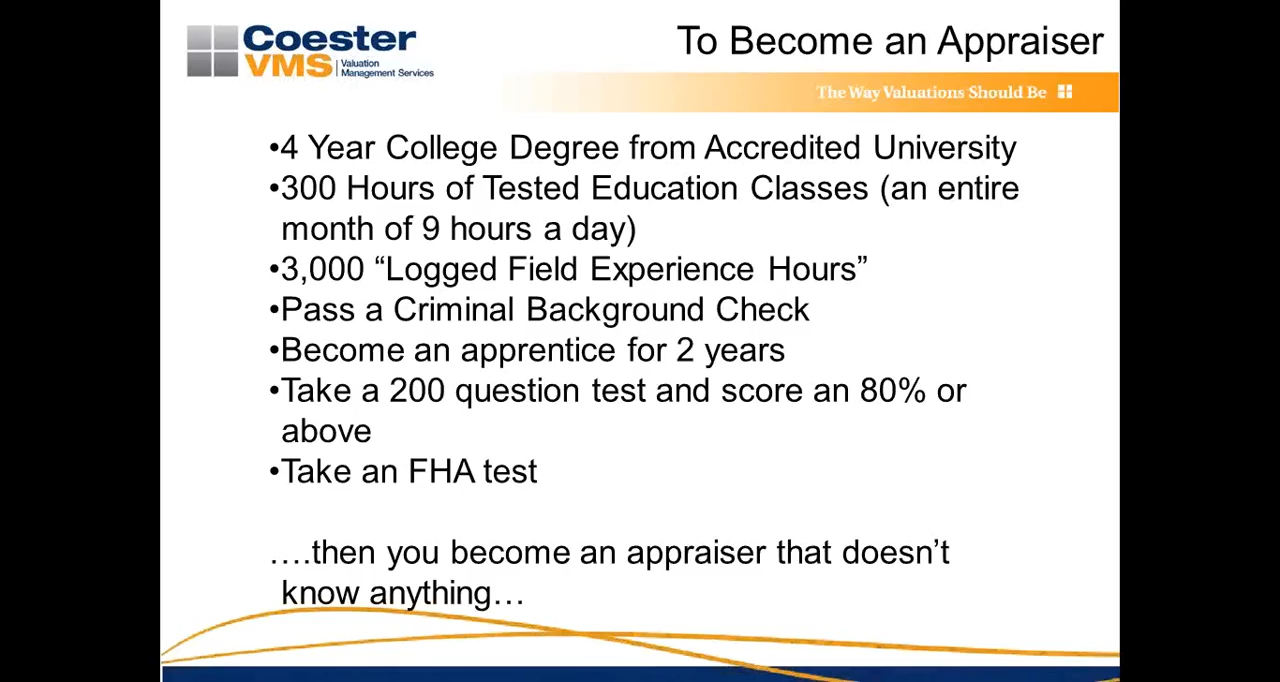 Coester
VMS
Valuation
Management Services
To Become an Appraiser
The Way Valuations Should Be
•4 Year College Degree from Accredited University
•300 Hours of Tested Education Classes (an entire
month of 9 hours a day)
•3,000 “Logged Field Experience Hours”
•Pass a Criminal Background Check
•Become an apprentice for 2 years
•Take a 200 question test and score an 80% or
above
•Take an FHA test
….then you become an appraiser that doesn’t
know anything…